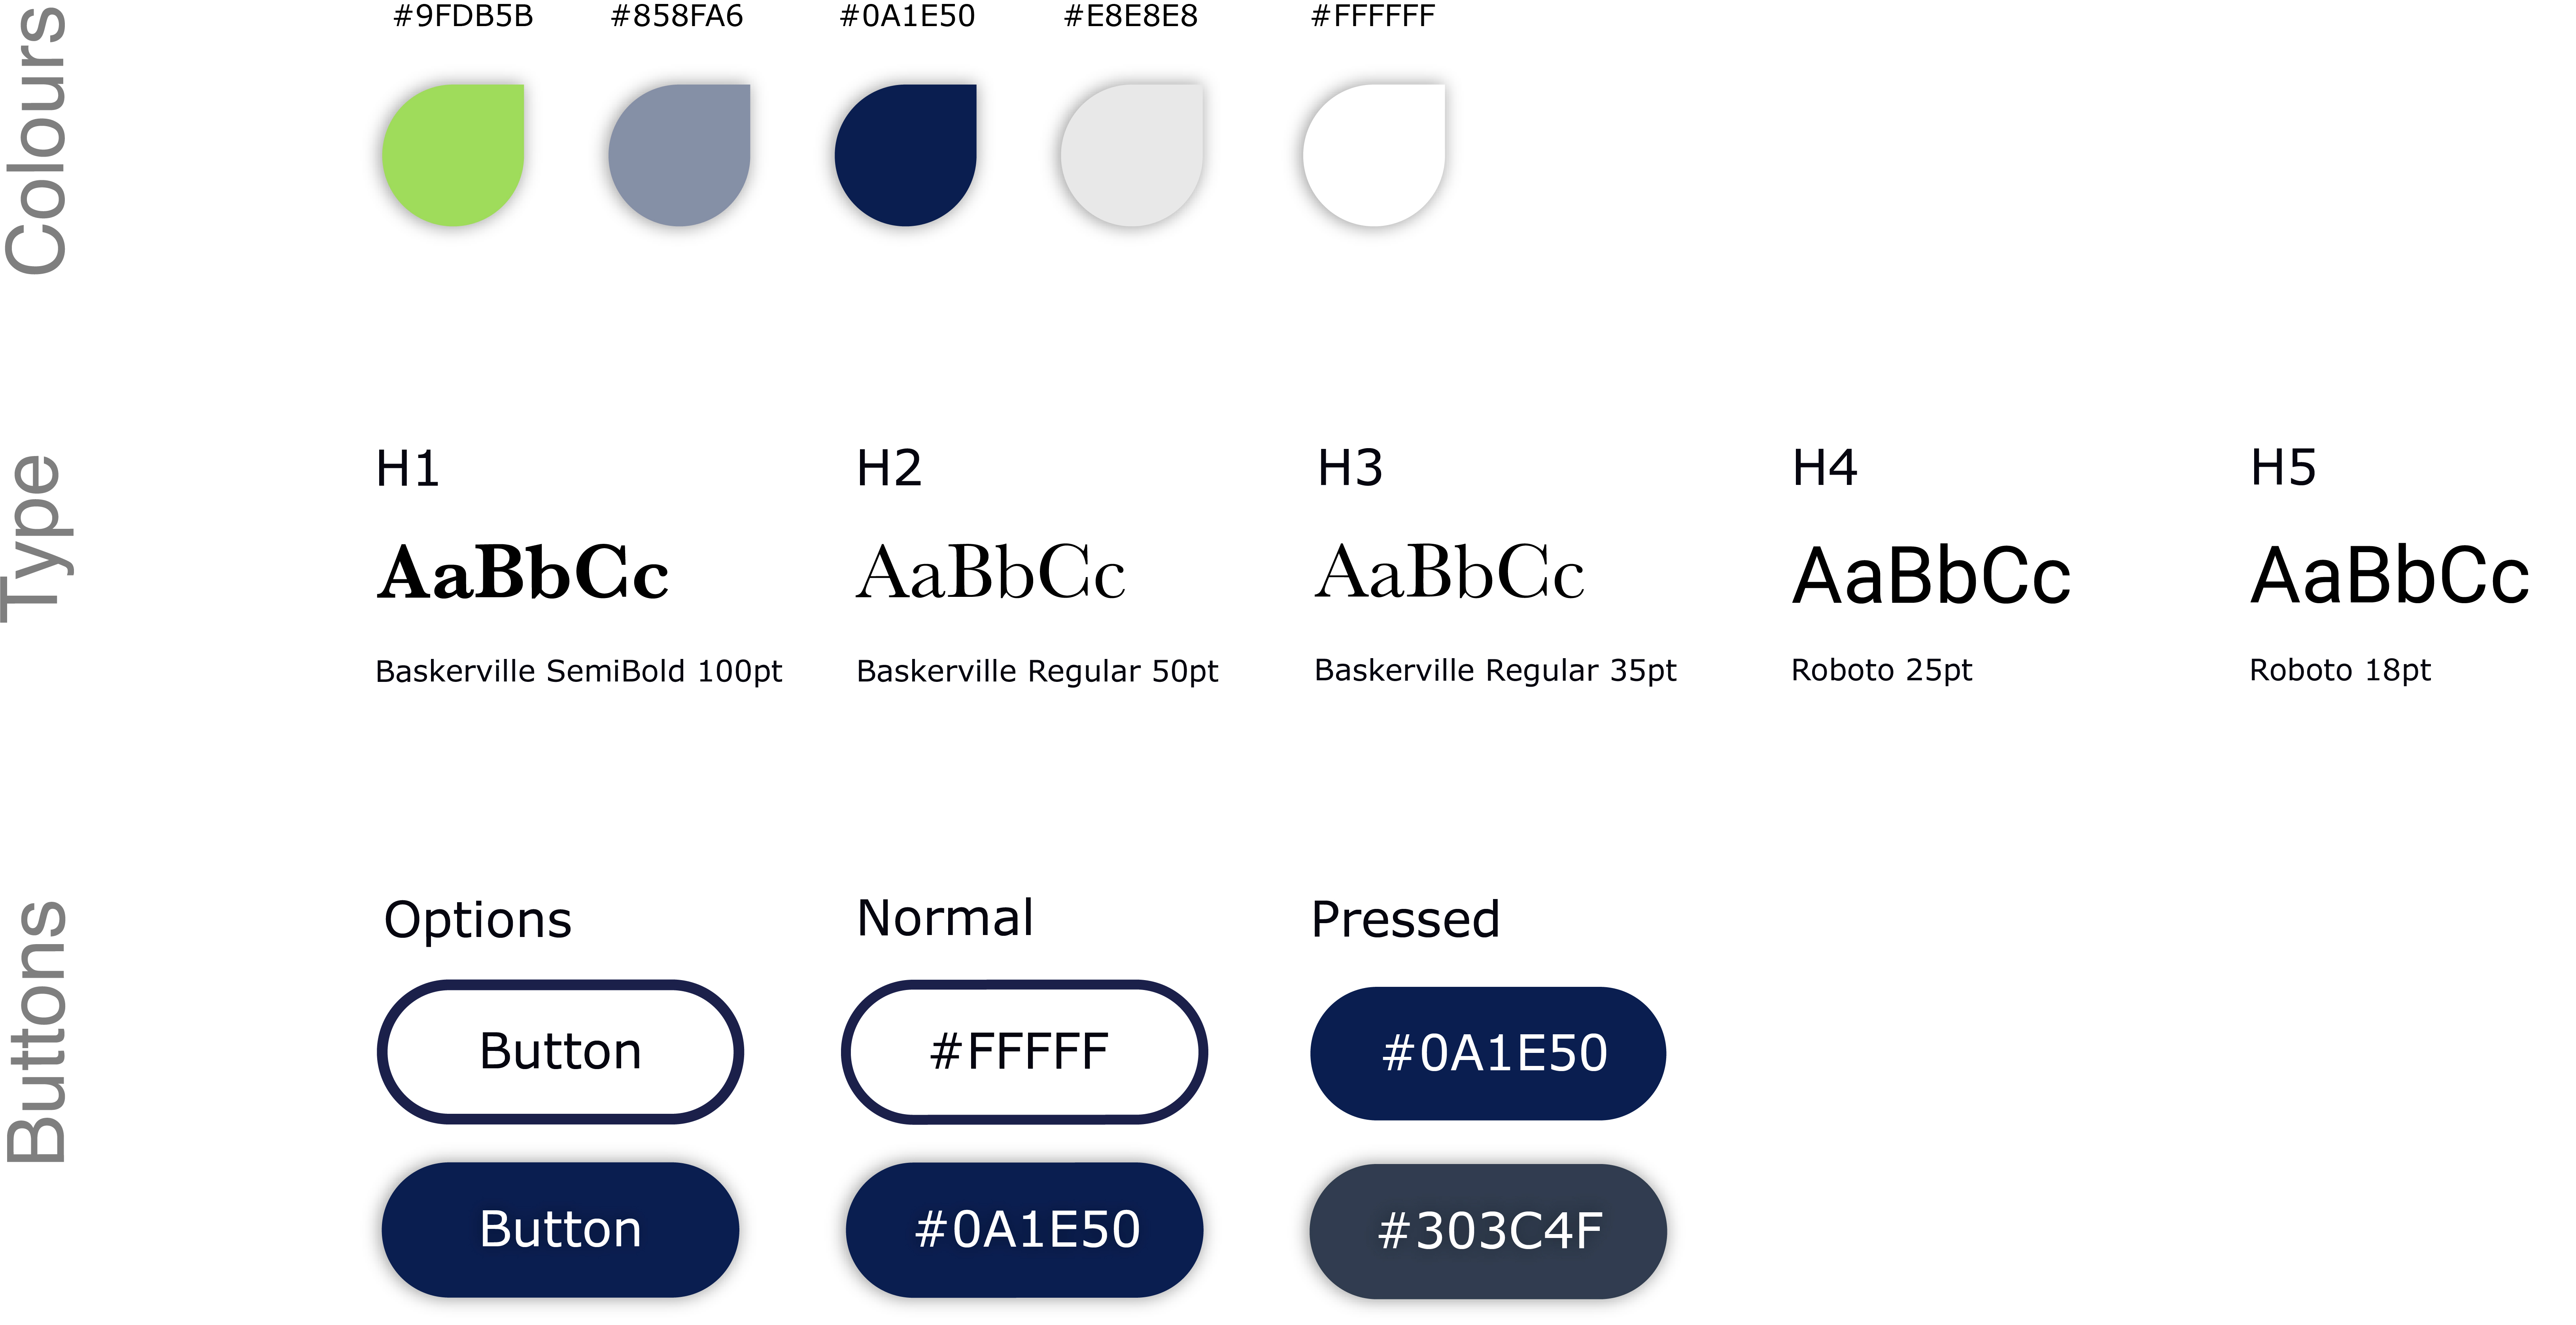 Colours
#9FDB5B
#858FA6
#0A1E50
#E8E8E8
#FFFFFF
Type
H1
H2
H3
H4
H5
AaBbCc
AaBbCc
AaBbCc
AaBbCc
AaBbCc
Baskerville SemiBold 100pt
Baskerville Regular 50pt
Baskerville Regular 35pt
Roboto 25pt
Roboto 18pt
Buttons
Options
Normal
Pressed
Button
#FFFFF
#0A1E50
Button
#0A1E50
#303C4F